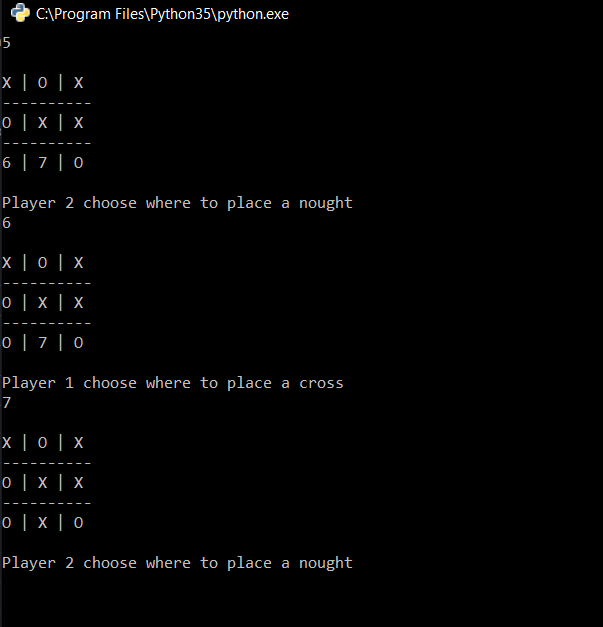 C:\Program Files\Python35\python.exe
5
X | O | X
----------
O | X | X
----------
6 | 7 | O
Player 2 choose where to place a nought
6
X | O | X
----------
O | X | X
----------
O | 7 | O
Player 1 choose where to place a cross
7
X | O | X
----------
O | X | X
----------
O | X | O
Player 2 choose where to place a nought